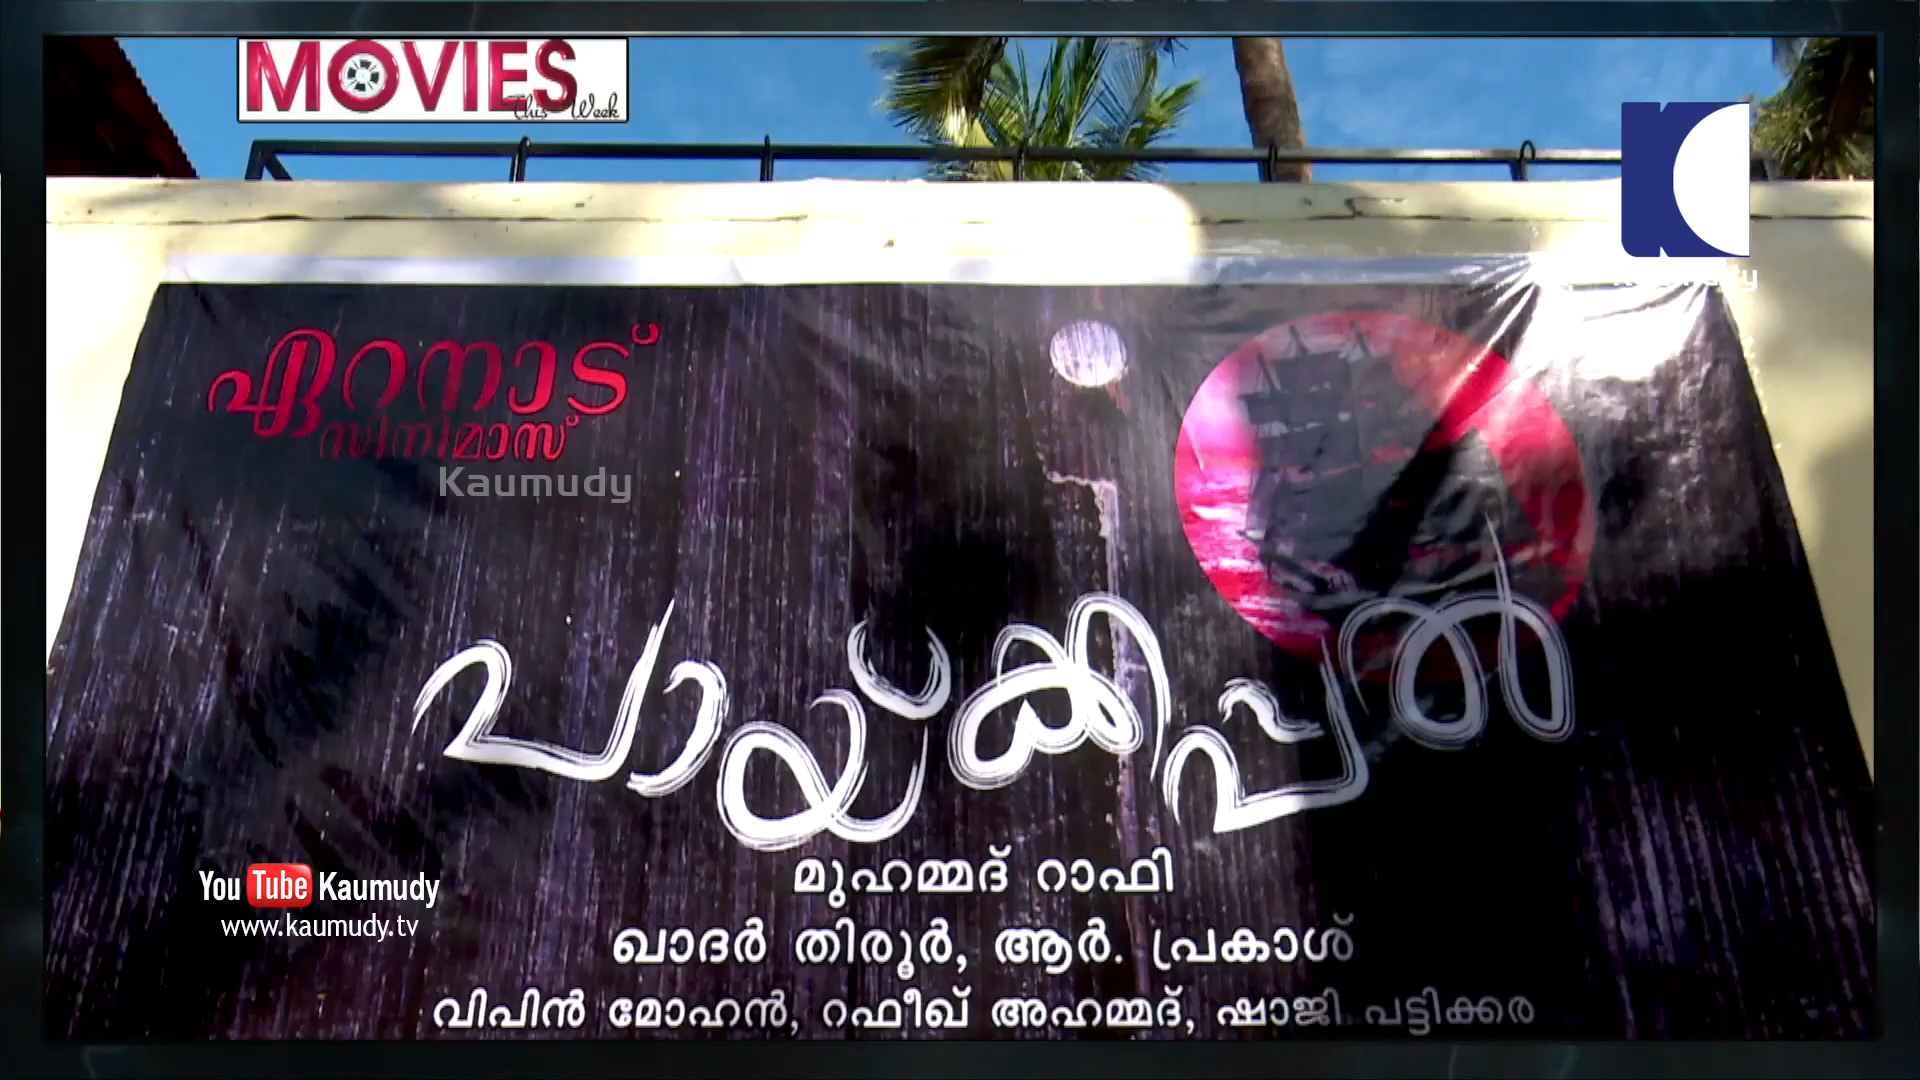 MOVIES
This Week
ഏറനാട്
സിനിമാസ്
Kaumudy
പായ്ക്കപ്പൽ
മുഹമ്മദ് റാഫി
ഖാദർ തിരൂർ, ആർ. പ്രകാശ്
വിപിൻ മോഹൻ, റഫീഖ് അഹമ്മദ്, ഷാജി പട്ടിക്കര
You Tube Kaumudy
www.kaumudy.tv